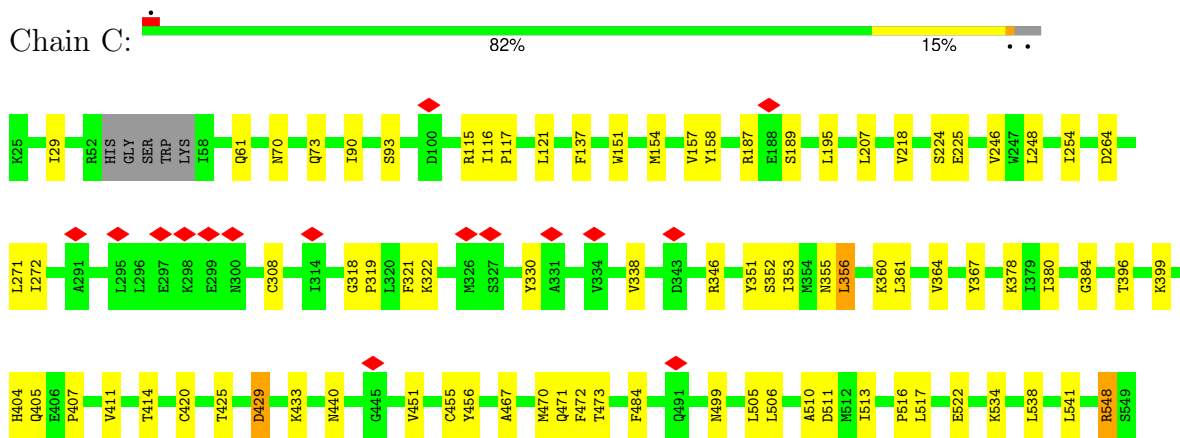 Chain C:
82% 15%
K25 I29 R52 HIS GLY SER TRP LYS I58 Q61 N70 Q73 I90 S93 D100 R115 I116 P117 L121 F137 W151 M154 V157 Y158 R187 E188 S189 L195 L207 V218 S224 E225 V246 W247 L248 I254 D264
L271 I272 A291 L295 L296 E297 K298 E299 N300 C308 I314 G318 P319 L320 F321 K322 M326 S327 Y330 A331 V334 V338 D343 R346 Y351 S352 I353 M354 N355 L356 K360 L361 V364 Y367 K378 I379 I380 G384 T396 K399
H404 Q405 E406 P407 V411 T414 C420 T425 D429 K433 N440 G445 V451 C455 Y456 A467 M470 Q471 F472 T473 F484 Q491 N499 L505 L506 A510 D511 M512 I513 P516 L517 E522 K534 L538 L541 R548 S549